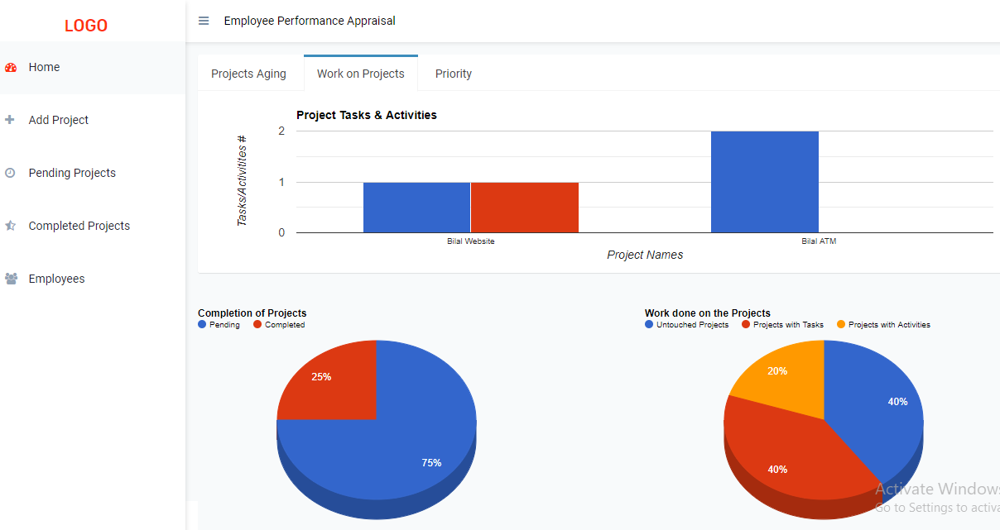 LOGO
Employee Performance Appraisal
Home
Add Project
Pending Projects
Completed Projects
Employees
Projects Aging
Work on Projects
Priority
Project Tasks & Activities
Tasks/Activitites #
2
1
0
Bilal Website
Bilal ATM
Project Names
Completion of Projects
Pending
Completed
25%
75%
Work done on the Projects
Untouched Projects
Projects with Tasks
Projects with Activities
20%
40%
40%
Activate Windows
Go to Settings to activa